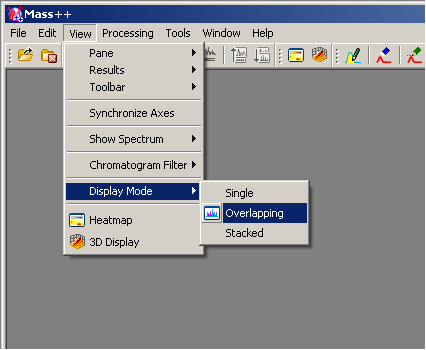 Mass++
File Edit View Processing Tools Window Help
Pane
Results
Toolbar
Synchronize Axes
Show Spectrum
Chromatogram Filter
Display Mode
Single
Overlapping
Stacked
Heatmap
3D Display